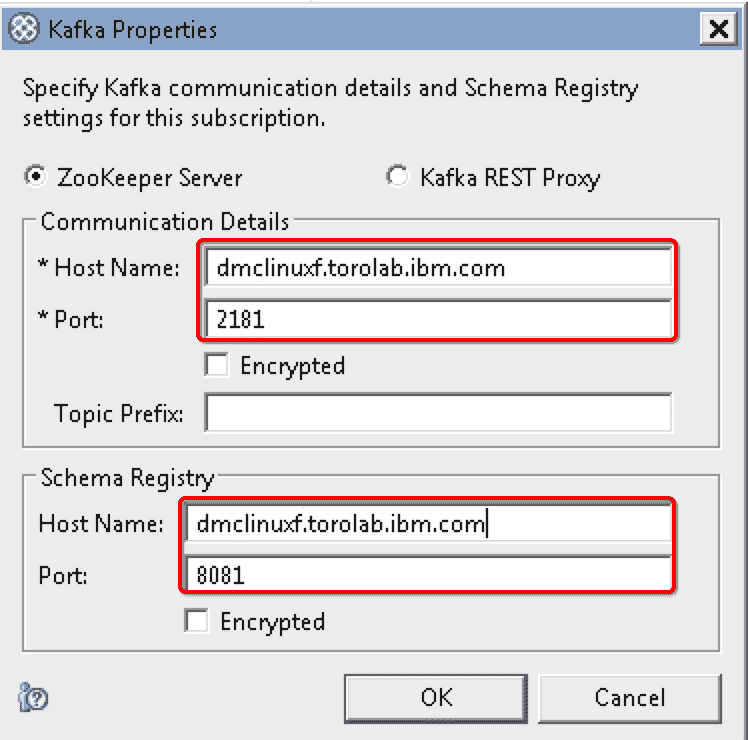 Kafka Properties
Specify Kafka communication details and Schema Registry
settings for this subscription.
ZooKeeper Server Kafka REST Proxy
Communication Details
* Host Name: dmclinuxf.torolab.ibm.com
* Port: 2181
Encrypted
Topic Prefix:
Schema Registry
Host Name: dmclinuxf.torolab.ibm.com
Port: 8081
Encrypted
OK Cancel